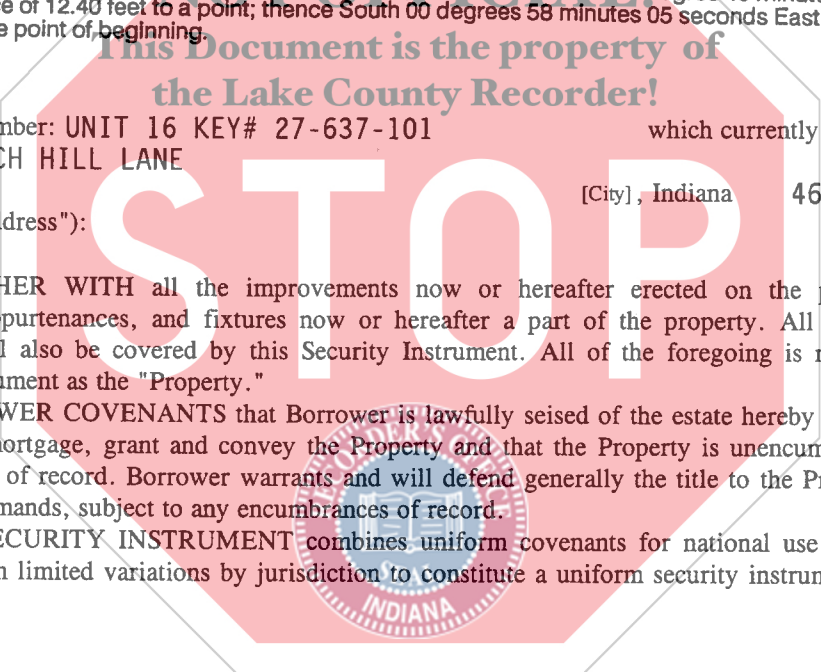 e of 12.40 feet to a point; thence South 00 degrees 58 minutes 05 seconds East
e point of beginning.
This Document is the property of
the Lake County Recorder!
mber: UNIT 16 KEY# 27-637-101 which currently
CH HILL LANE
[City], Indiana 46
dress"):
STOP
HER WITH all the improvements now or hereafter erected on the p
purtenances, and fixtures now or hereafter a part of the property. All
l also be covered by this Security Instrument. All of the foregoing is r
ument as the "Property."
WER COVENANTS that Borrower is lawfully seised of the estate hereby
ortgage, grant and convey the Property and that the Property is unencum
of record. Borrower warrants and will defend generally the title to the Pr
mands, subject to any encumbrances of record.
ECURITY INSTRUMENT combines uniform covenants for national use
n limited variations by jurisdiction to constitute a uniform security instrum
RECORDER'S OFFICE
SEAL
INDIANA